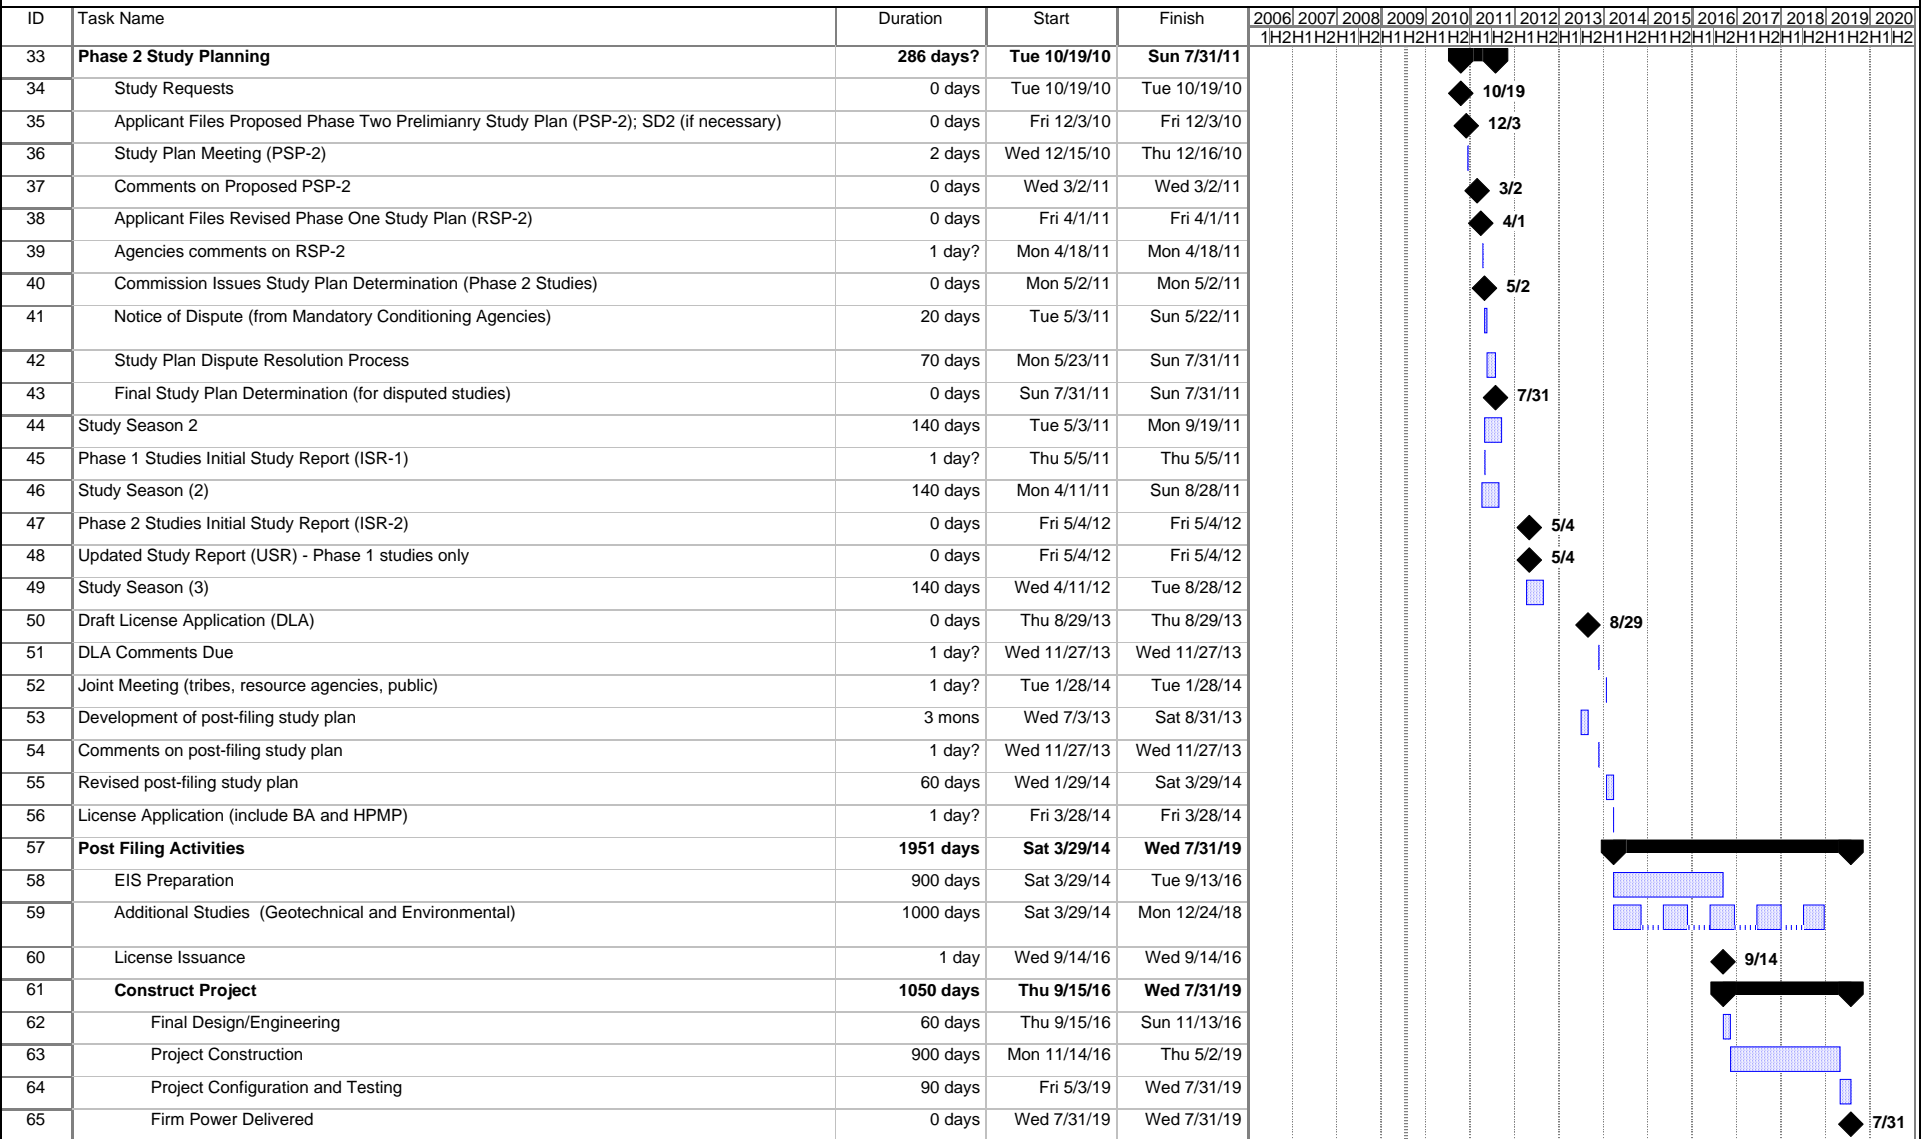 ID Task Name Duration Start Finish 2006 2007 2008 2009 2010 2011 2012 2013 2014 2015 2016 2017 2018 2019 2020
1 H2 H1 H2 H1 H2 H1 H2 H1 H2 H1 H2 H1 H2 H1 H2 H1 H2 H1 H2 H1 H2 H1 H2 H1 H2 H1 H2 H1 H2
33 Phase 2 Study Planning 286 days? Tue 10/19/10 Sun 7/31/11
34 Study Requests 0 days Tue 10/19/10 Tue 10/19/10 10/19
35 Applicant Files Proposed Phase Two Prelimianry Study Plan (PSP-2); SD2 (if necessary) 0 days Fri 12/3/10 Fri 12/3/10 12/3
36 Study Plan Meeting (PSP-2) 2 days Wed 12/15/10 Thu 12/16/10
37 Comments on Proposed PSP-2 0 days Wed 3/2/11 Wed 3/2/11 3/2
38 Applicant Files Revised Phase One Study Plan (RSP-2) 0 days Fri 4/1/11 Fri 4/1/11 4/1
39 Agencies comments on RSP-2 1 day? Mon 4/18/11 Mon 4/18/11
40 Commission Issues Study Plan Determination (Phase 2 Studies) 0 days Mon 5/2/11 Mon 5/2/11 5/2
41 Notice of Dispute (from Mandatory Conditioning Agencies) 20 days Tue 5/3/11 Sun 5/22/11
42 Study Plan Dispute Resolution Process 70 days Mon 5/23/11 Sun 7/31/11
43 Final Study Plan Determination (for disputed studies) 0 days Sun 7/31/11 Sun 7/31/11 7/31
44 Study Season 2 140 days Tue 5/3/11 Mon 9/19/11
45 Phase 1 Studies Initial Study Report (ISR-1) 1 day? Thu 5/5/11 Thu 5/5/11
46 Study Season (2) 140 days Mon 4/11/11 Sun 8/28/11
47 Phase 2 Studies Initial Study Report (ISR-2) 0 days Fri 5/4/12 Fri 5/4/12 5/4
48 Updated Study Report (USR) - Phase 1 studies only 0 days Fri 5/4/12 Fri 5/4/12 5/4
49 Study Season (3) 140 days Wed 4/11/12 Tue 8/28/12
50 Draft License Application (DLA) 0 days Thu 8/29/13 Thu 8/29/13 8/29
51 DLA Comments Due 1 day? Wed 11/27/13 Wed 11/27/13
52 Joint Meeting (tribes, resource agencies, public) 1 day? Tue 1/28/14 Tue 1/28/14
53 Development of post-filing study plan 3 mons Wed 7/3/13 Sat 8/31/13
54 Comments on post-filing study plan 1 day? Wed 11/27/13 Wed 11/27/13
55 Revised post-filing study plan 60 days Wed 1/29/14 Sat 3/29/14
56 License Application (include BA and HPMP) 1 day? Fri 3/28/14 Fri 3/28/14
57 Post Filing Activities 1951 days Sat 3/29/14 Wed 7/31/19
58 EIS Preparation 900 days Sat 3/29/14 Tue 9/13/16
59 Additional Studies (Geotechnical and Environmental) 1000 days Sat 3/29/14 Mon 12/24/18
60 License Issuance 1 day Wed 9/14/16 Wed 9/14/16 9/14
61 Construct Project 1050 days Thu 9/15/16 Wed 7/31/19
62 Final Design/Engineering 60 days Thu 9/15/16 Sun 11/13/16
63 Project Construction 900 days Mon 11/14/16 Thu 5/2/19
64 Project Configuration and Testing 90 days Fri 5/3/19 Wed 7/31/19
65 Firm Power Delivered 0 days Wed 7/31/19 Wed 7/31/19 7/31